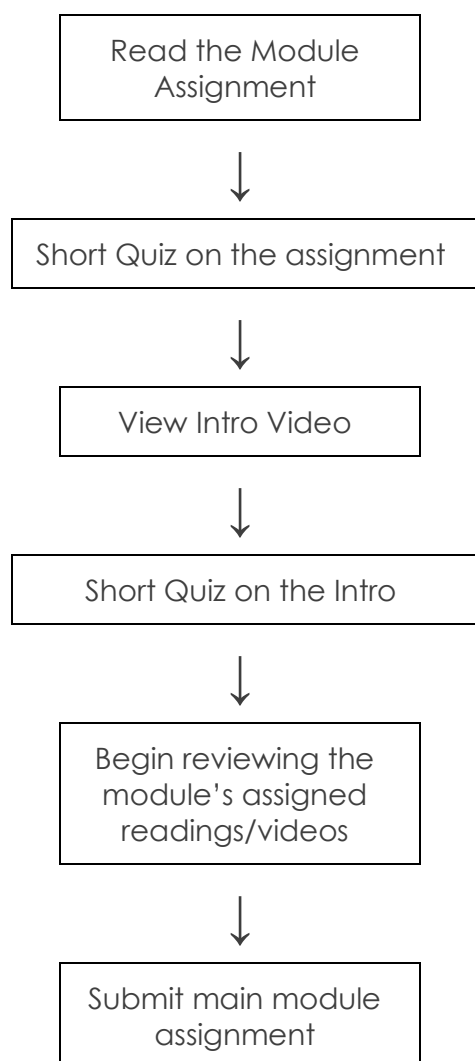 Read the Module
Assignment
Short Quiz on the assignment
View Intro Video
Short Quiz on the Intro
Begin reviewing the
module’s assigned
readings/videos
Submit main module
assignment